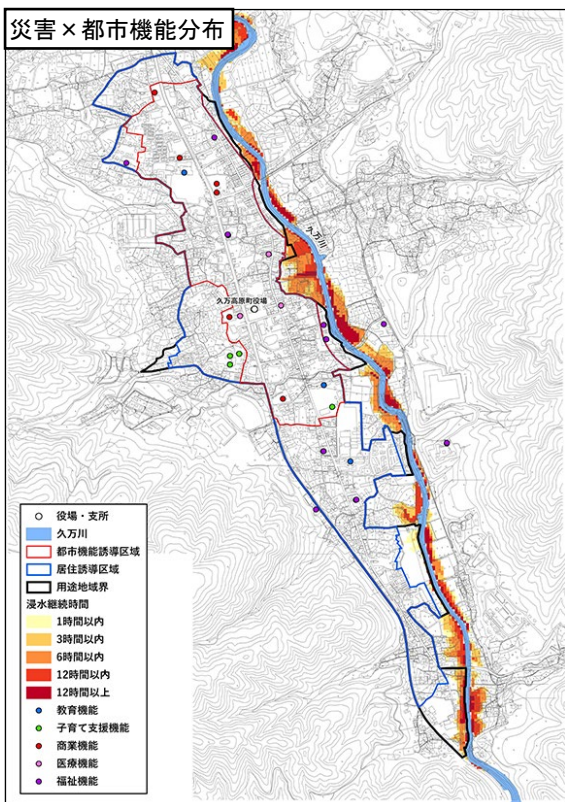 災害×都市機能分布
久万川
久万高原町役場
役場・支所
久万川
都市機能誘導区域
居住誘導区域
用途地域界
浸水継続時間
1時間以内
3時間以内
6時間以内
12時間以内
12時間以上
教育機能
子育て支援機能
商業機能
医療機能
福祉機能